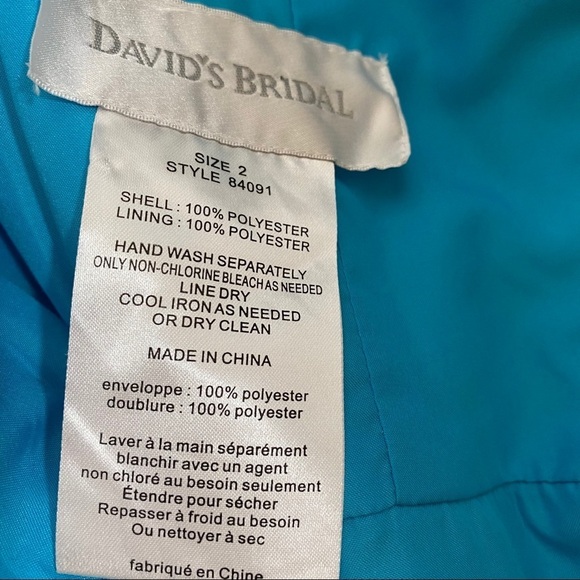 DAVID'S BRIDAL
SIZE 2
STYLE 84091
SHELL : 100% POLYESTER
LINING : 100% POLYESTER
HAND WASH SEPARATELY
ONLY NON-CHLORINE BLEACH AS NEEDED
LINE DRY
COOL IRON AS NEEDED
OR DRY CLEAN
MADE IN CHINA
enveloppe : 100% polyester
doublure : 100% polyester
Laver à la main séparément
blanchir avec un agent
non chloré au besoin seulement
Étendre pour sécher
Repasser à froid au besoin
Ou nettoyer à sec
fabriqué en Chine